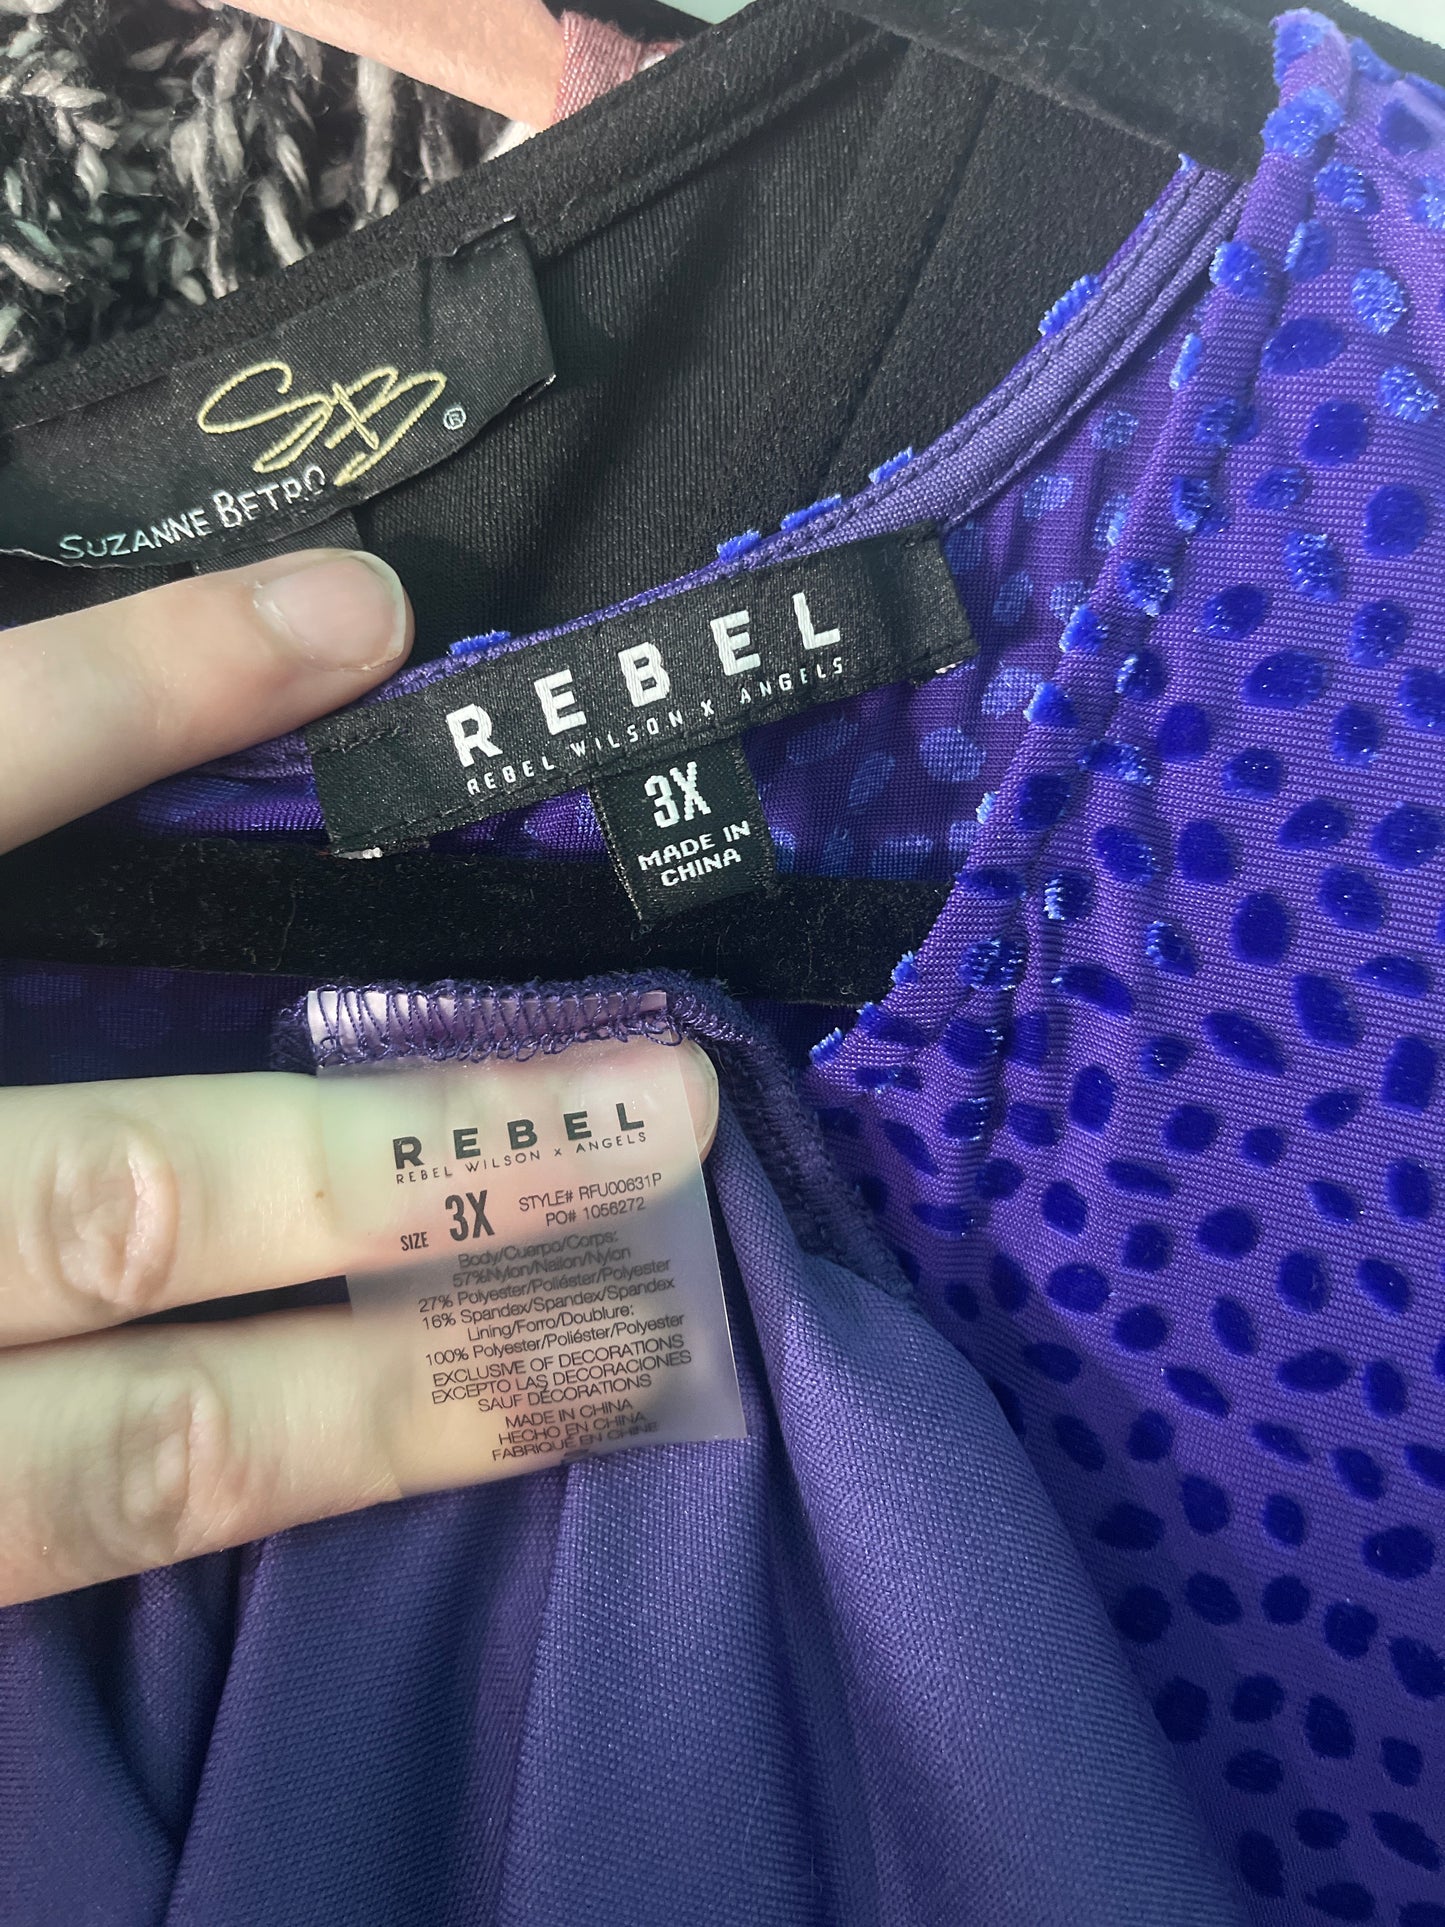 SB®
SUZANNE BETRO
REBEL
REBEL WILSON X ANGELS
3X
MADE IN
CHINA
REBEL
REBEL WILSON x ANGELS
SIZE 3X
STYLE# RFU00631P
PO# 1056272
Body/Cuerpo/Corps:
57%Nylon/Nailon/Nylon
27% Polyester/Poliéster/Polyester
16% Spandex/Spandex/Spandex
Lining/Forro/Doublure:
100% Polyester/Poliéster/Polyester
EXCLUSIVE OF DECORATIONS
EXCEPTO LAS DECORACIONES
SAUF DÉCORATIONS
MADE IN CHINA
HECHO EN CHINA
FABRIQUÉ EN CHINE